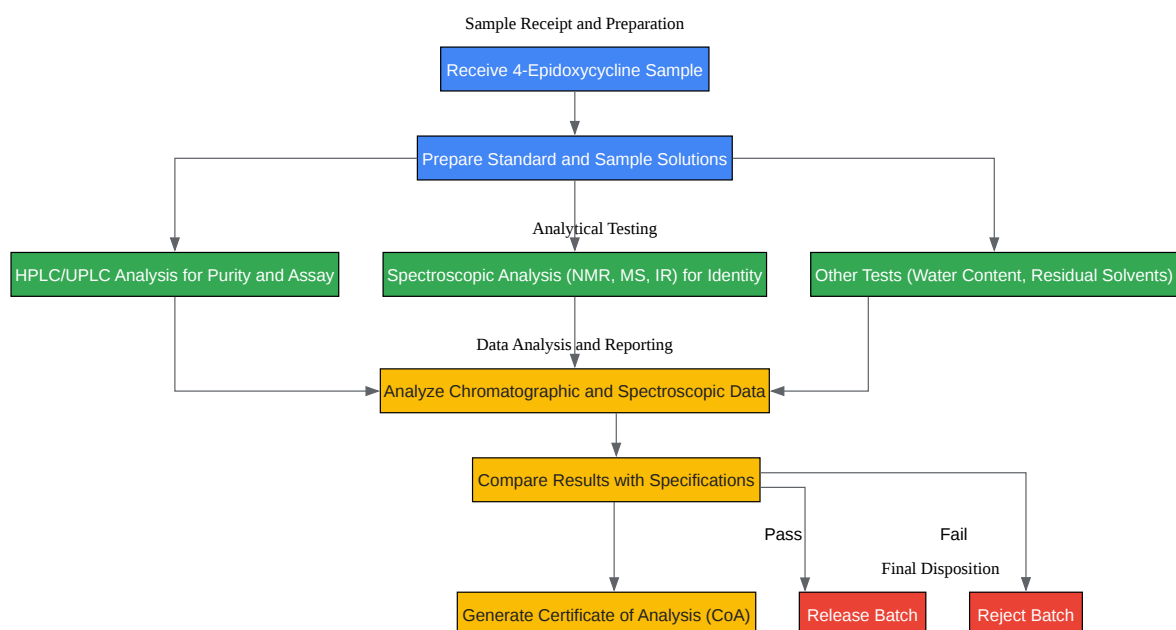 Sample Receipt and Preparation
Receive 4-Epidoxycycline Sample
Prepare Standard and Sample Solutions
Analytical Testing
HPLC/UPLC Analysis for Purity and Assay
Spectroscopic Analysis (NMR, MS, IR) for Identity
Other Tests (Water Content, Residual Solvents)
Data Analysis and Reporting
Analyze Chromatographic and Spectroscopic Data
Compare Results with Specifications
Pass
Fail
Final Disposition
Generate Certificate of Analysis (CoA)
Release Batch
Reject Batch